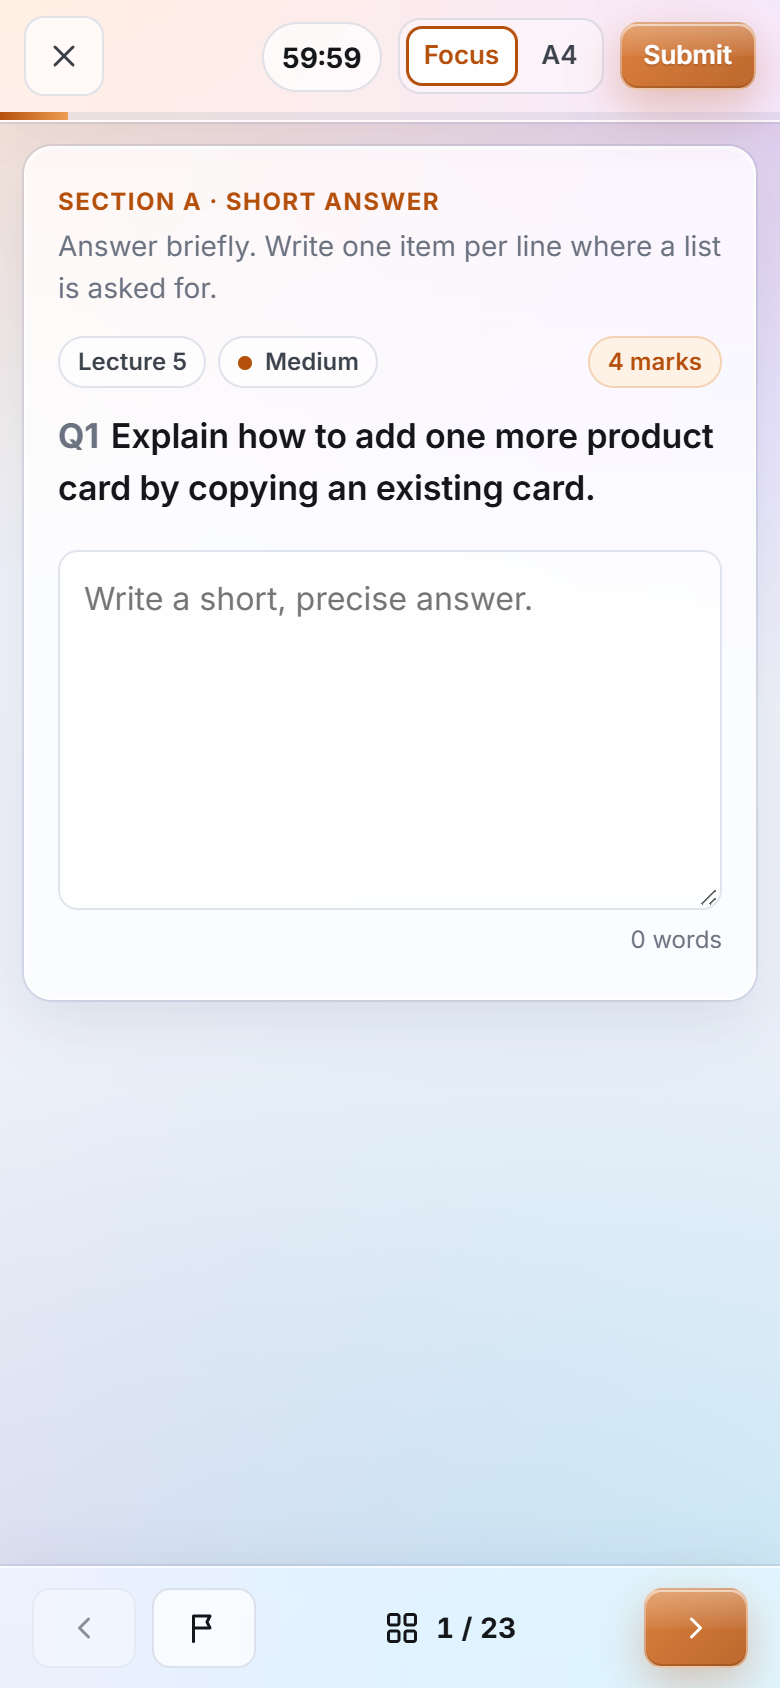 59:59
Focus
A4
Submit
SECTION A · SHORT ANSWER
Answer briefly. Write one item per line where a list
is asked for.
Lecture 5
Medium
4 marks
Q1 Explain how to add one more product
card by copying an existing card.
Write a short, precise answer.
0 words
1 / 23